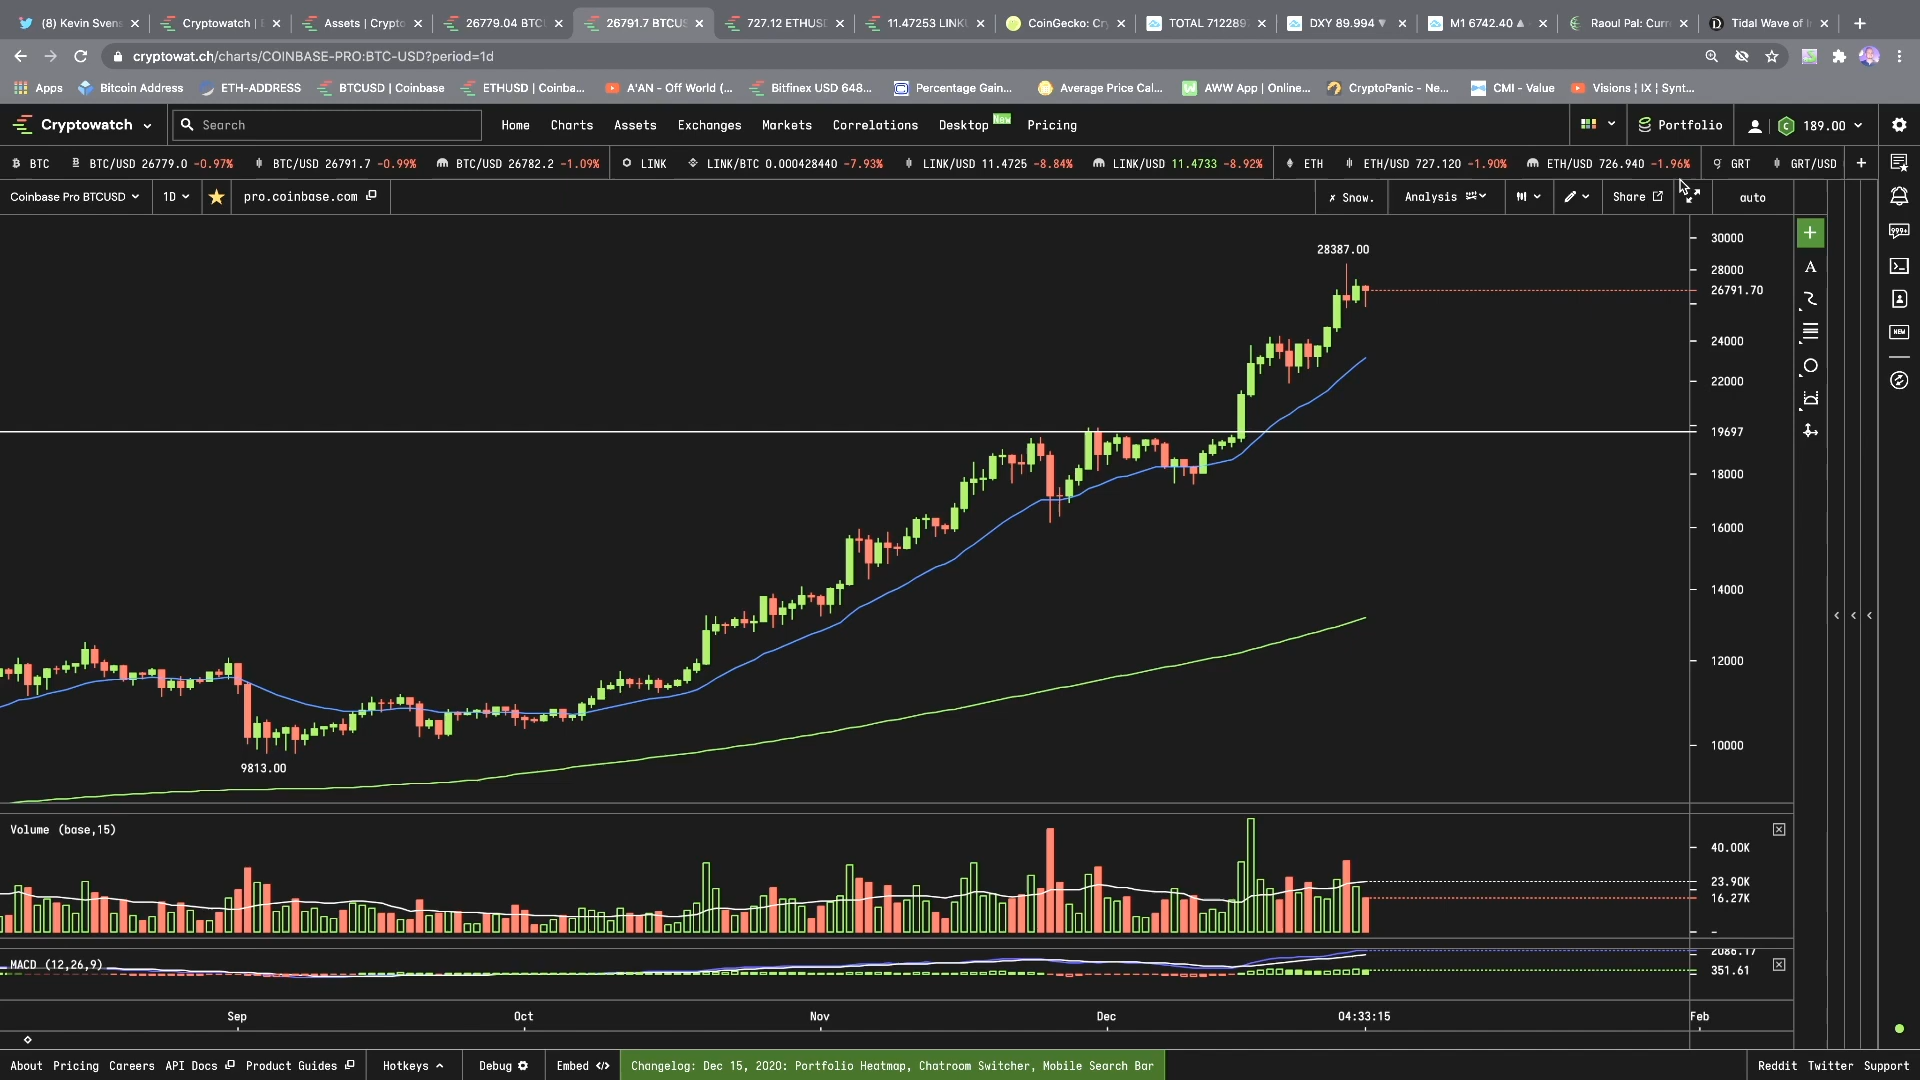 (8) Kevin Svens
Cryptowatch |
Assets | Crypto
26779.04 BTC
26791.7 BTCUS
727.12 ETHUSD
11.47253 LINKU
CoinGecko: Cry
TOTAL 7122897
DXY 89.994 ▼
M1 6742.40 ▲
Raoul Pal: Curr
Tidal Wave of I
cryptowat.ch/charts/COINBASE-PRO:BTC-USD?period=1d
Apps
Bitcoin Address
ETH-ADDRESS
BTCUSD | Coinbase
ETHUSD | Coinba...
A'AN - Off World (...
Bitfinex USD 648...
Percentage Gain...
Average Price Cal...
AWW App | Online...
CryptoPanic - Ne...
CMI - Value
Visions | IX | Synt...
Cryptowatch
Search
Home
Charts
Assets
Exchanges
Markets
Correlations
Desktop New
Pricing
Portfolio
189.00
BTC
BTC/USD 26779.0 -0.97%
BTC/USD 26791.7 -0.99%
BTC/USD 26782.2 -1.09%
LINK
LINK/BTC 0.000428440 -7.93%
LINK/USD 11.4725 -8.84%
LINK/USD 11.4733 -8.92%
ETH
ETH/USD 727.120 -1.90%
ETH/USD 726.940 -1.96%
GRT
GRT/USD
Coinbase Pro BTCUSD
1D
pro.coinbase.com
✗ Snow.
Analysis
Share
auto
28387.00
30000
28000
26791.70
24000
22000
19697
18000
16000
14000
12000
10000
9813.00
A
999+
NEW
Volume (base,15)
40.00K
23.90K
16.27K
MACD (12,26,9)
2086.17
351.61
Sep
Oct
Nov
Dec
04:33:15
Feb
About
Pricing
Careers
API Docs
Product Guides
Hotkeys
Debug
Embed </>
Changelog: Dec 15, 2020: Portfolio Heatmap, Chatroom Switcher, Mobile Search Bar
Reddit
Twitter
Support